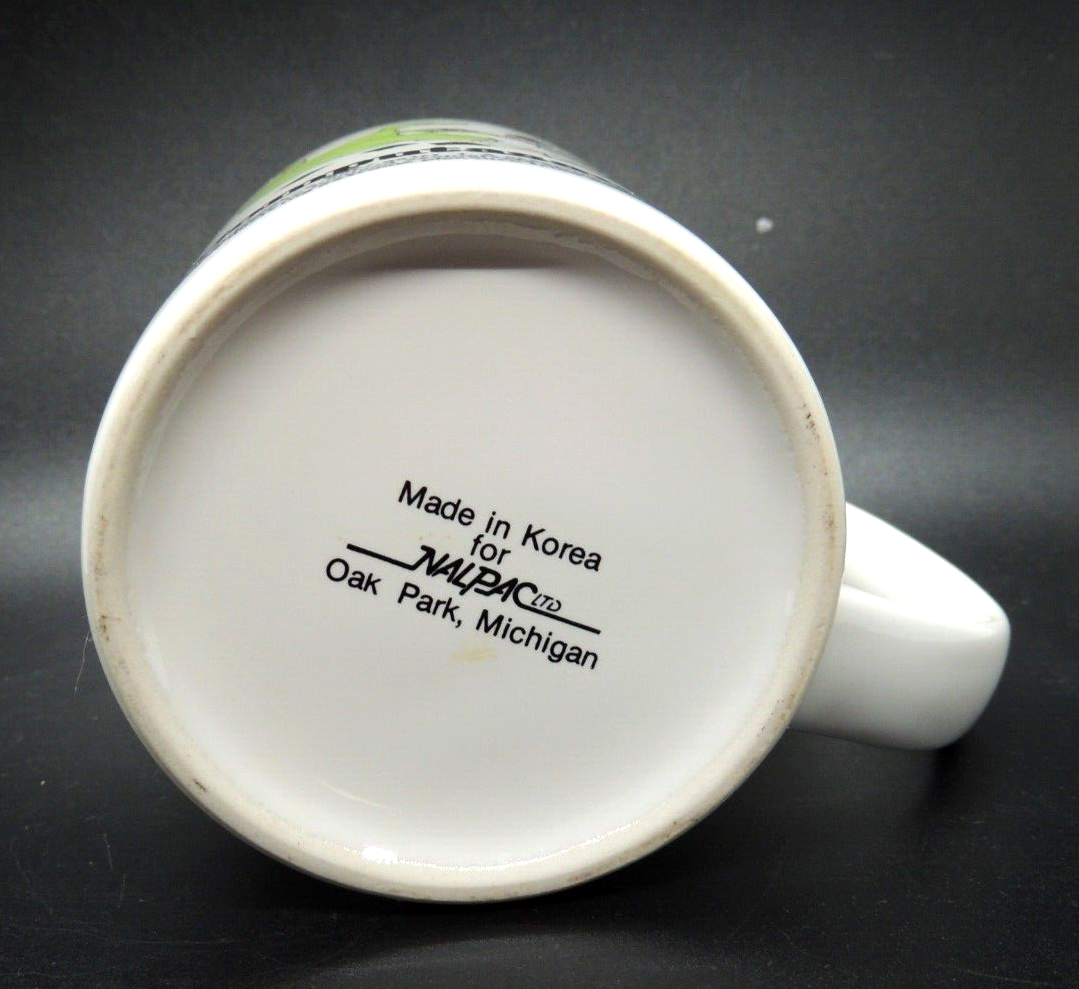 Made in Korea
for
NALPAC LTD
Oak Park, Michigan